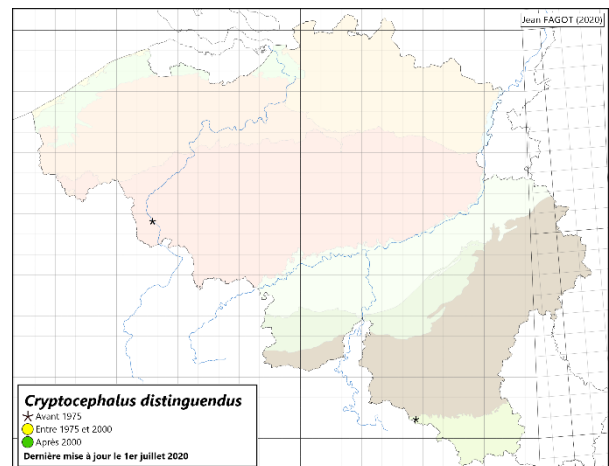 Jean FAGOT (2020)
Cryptocephalus distinguendus
Avant 1975
Entre 1975 et 2000
Après 2000
Dernière mise à jour le 1er juillet 2020